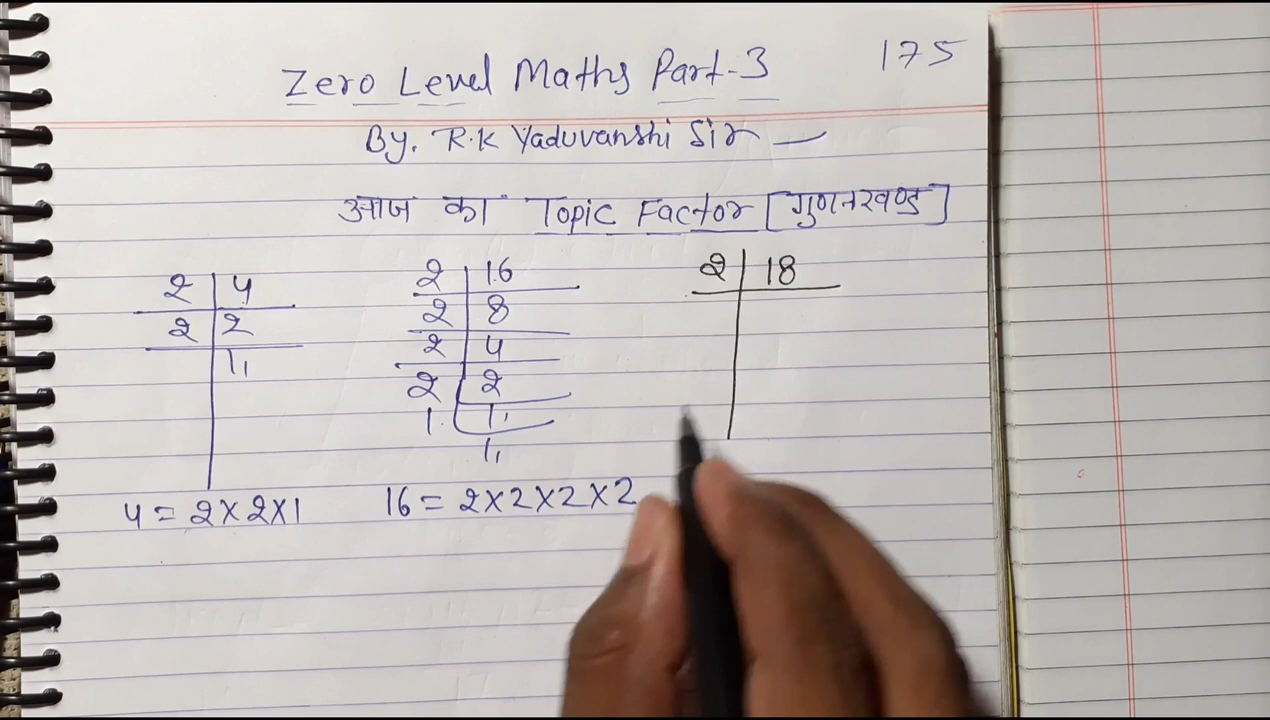 Zero Level Maths Part-3 175
By. R.K Yaduvanshi Sir
आज का Topic Factor [गुणनखण्ड]
2 | 4
2 | 2
1
2 | 16
2 | 8
2 | 4
2 | 2
1 | 1
1
2 | 18
4 = 2×2×1
16 = 2×2×2×2